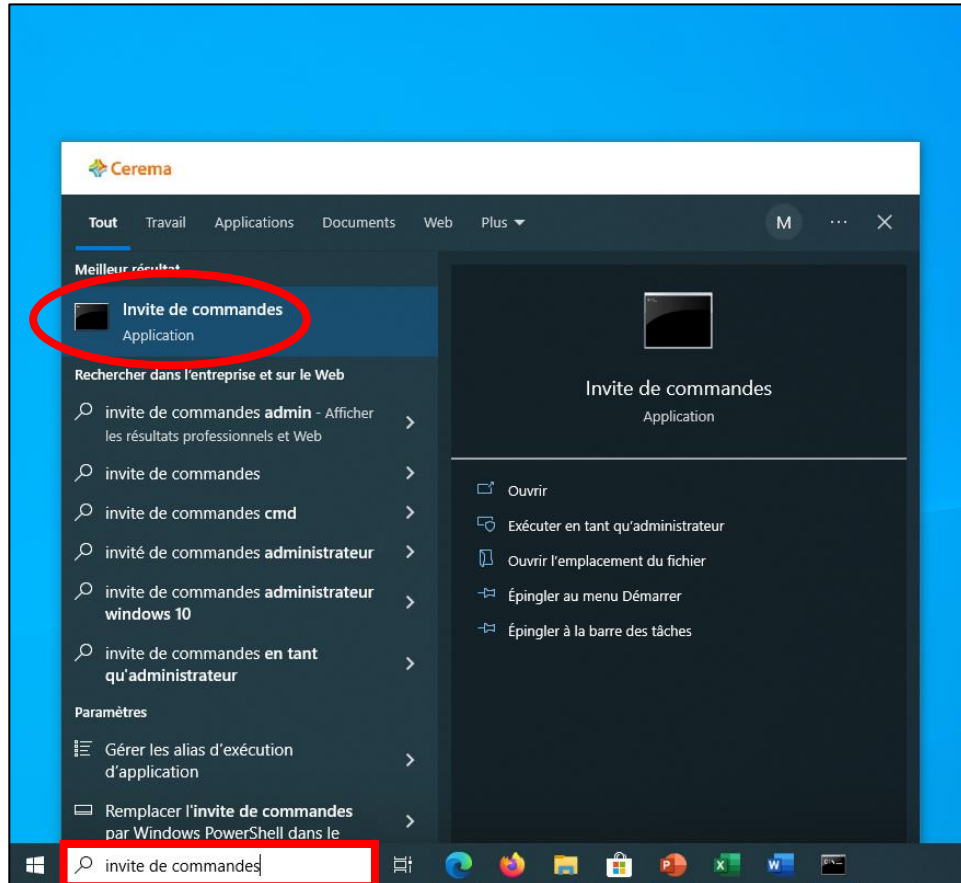 Cerema
Tout Travail Applications Documents Web Plus M ...
Meilleur résultat
Invite de commandes
Application
Rechercher dans l'entreprise et sur le Web
invite de commandes admin - Afficher
les résultats professionnels et Web
invite de commandes
invite de commandes cmd
invité de commandes administrateur
invite de commandes administrateur
windows 10
invite de commandes en tant
qu'administrateur
Paramètres
Gérer les alias d'exécution
d'application
Remplacer l'invite de commandes
par Windows PowerShell dans le
Invite de commandes
Application
Ouvrir
Exécuter en tant qu'administrateur
Ouvrir l'emplacement du fichier
Épingler au menu Démarrer
Épingler à la barre des tâches
invite de commandes